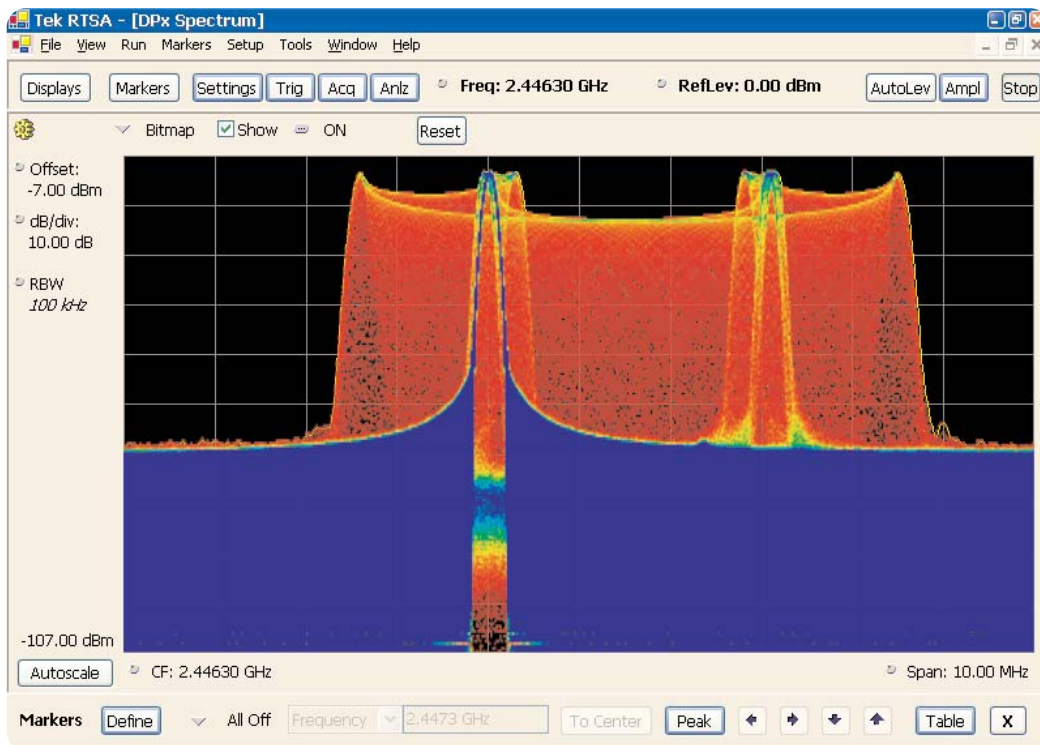 Tek RTSA - [DPx Spectrum]
File View Run Markers Setup Tools Window Help
Displays Markers Settings Trig Acq Anlz Freq: 2.44630 GHz RefLev: 0.00 dBm AutoLev Ampl Stop
Bitmap Show ON Reset
Offset:
-7.00 dBm
dB/div:
10.00 dB
RBW
100 kHz
-107.00 dBm
Autoscale CF: 2.44630 GHz Span: 10.00 MHz
Markers Define All Off Frequency 2.4473 GHz To Center Peak Table X